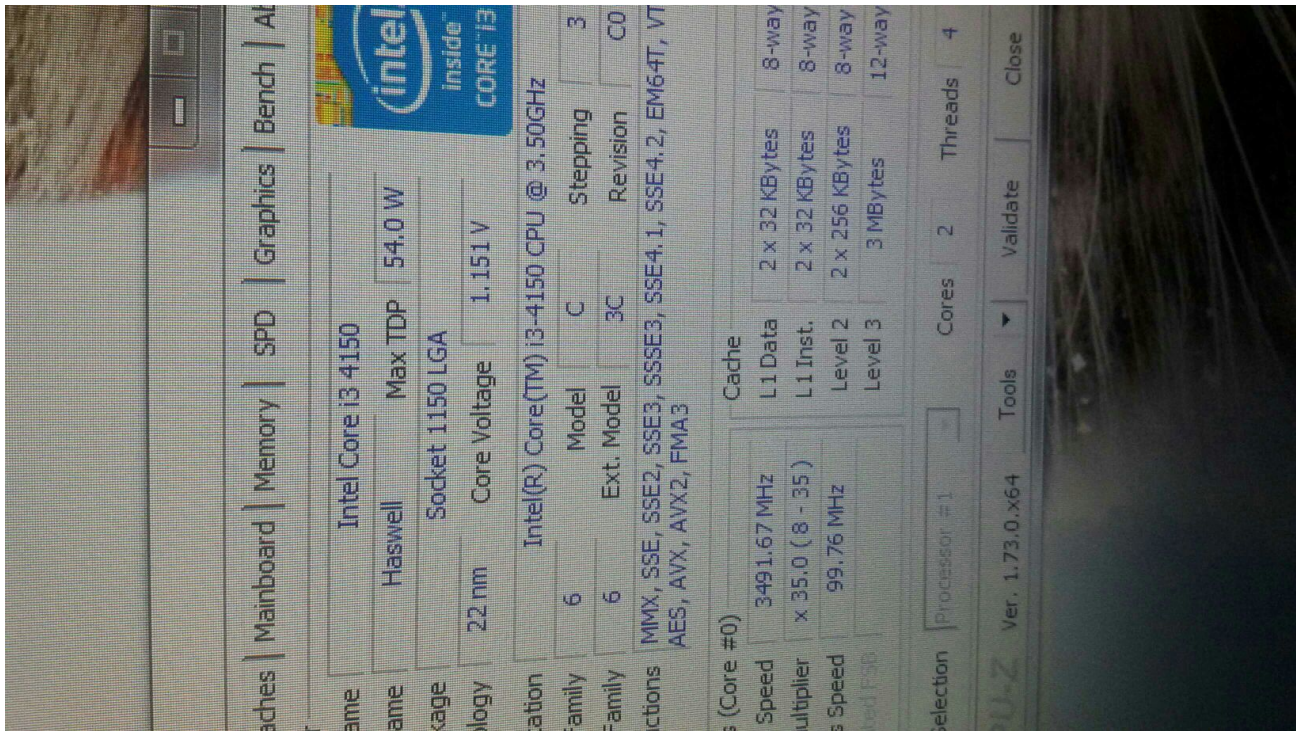 aches Mainboard Memory SPD Graphics Bench Ab
ame Intel Core i3 4150
ame Haswell Max TDP 54.0 W
kage Socket 1150 LGA
ology 22 nm Core Voltage 1.151 V
intel
inside™
CORE™i3
cation Intel(R) Core(TM) i3-4150 CPU @ 3.50GHz
Family 6 Model C Stepping 3
Family 6 Ext. Model 3C Revision C0
actions MMX, SSE, SSE2, SSE3, SSSE3, SSE4.1, SSE4.2, EM64T, VT
AES, AVX, AVX2, FMA3
s (Core #0)
Speed 3491.67 MHz
ultiplier x 35.0 ( 8 - 35 )
s Speed 99.76 MHz
ted FSB
Cache
L1 Data 2 x 32 KBytes 8-way
L1 Inst. 2 x 32 KBytes 8-way
Level 2 2 x 256 KBytes 8-way
Level 3 3 MBytes 12-way
Selection Processor #1 Cores 2 Threads 4
PU-Z Ver. 1.73.0.x64 Tools Validate Close